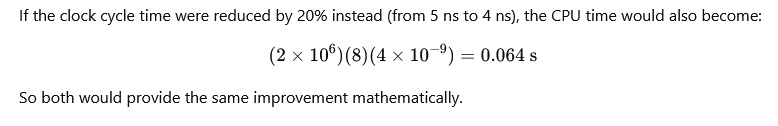 If the clock cycle time were reduced by 20% instead (from 5 ns to 4 ns), the CPU time would also become:
(2 × 10⁶)(8)(4 × 10⁻⁹) = 0.064 s
So both would provide the same improvement mathematically.